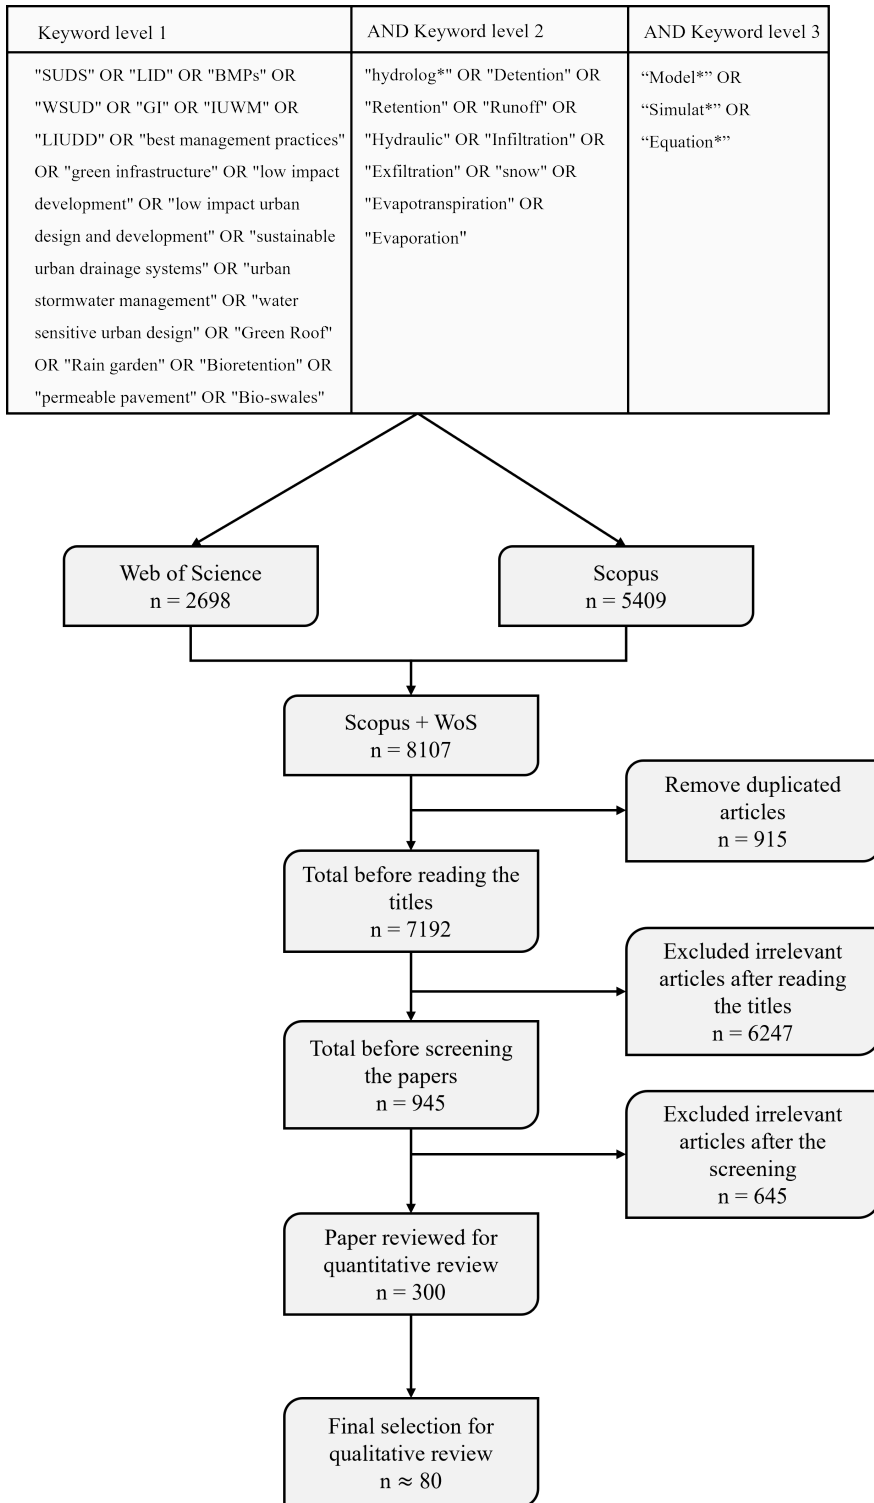 Keyword level 1
"SUDS" OR "LID" OR "BMPs" OR
"WSUD" OR "GI" OR "IUWM" OR
"LIUDD" OR "best management practices"
OR "green infrastructure" OR "low impact
development" OR "low impact urban
design and development" OR "sustainable
urban drainage systems" OR "urban
stormwater management" OR "water
sensitive urban design" OR "Green Roof"
OR "Rain garden" OR "Bioretention" OR
"permeable pavement" OR "Bio-swales"
AND Keyword level 2
"hydrolog*" OR "Detention" OR
"Retention" OR "Runoff" OR
"Hydraulic" OR "Infiltration" OR
"Exfiltration" OR "snow" OR
"Evapotranspiration" OR
"Evaporation"
AND Keyword level 3
“Model*” OR
“Simulat*” OR
“Equation*”
Web of Science
n = 2698
Scopus
n = 5409
Scopus + WoS
n = 8107
Remove duplicated
articles
n = 915
Total before reading the
titles
n = 7192
Excluded irrelevant
articles after reading
the titles
n = 6247
Total before screening
the papers
n = 945
Excluded irrelevant
articles after the
screening
n = 645
Paper reviewed for
quantitative review
n = 300
Final selection for
qualitative review
n ≈ 80